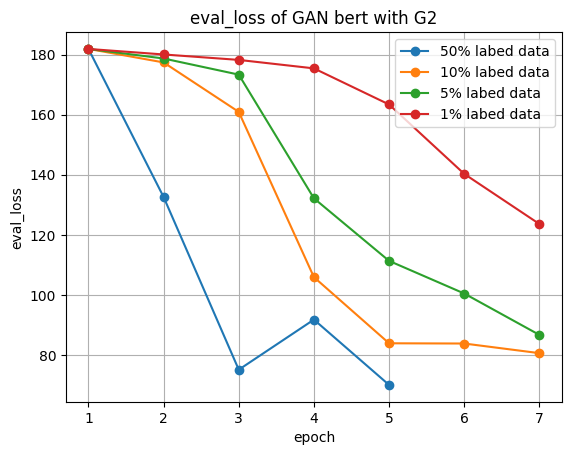 eval_loss of GAN bert with G2
50% labed data
10% labed data
5% labed data
1% labed data
180
160
140
120
100
80
eval_loss
1 2 3 4 5 6 7
epoch